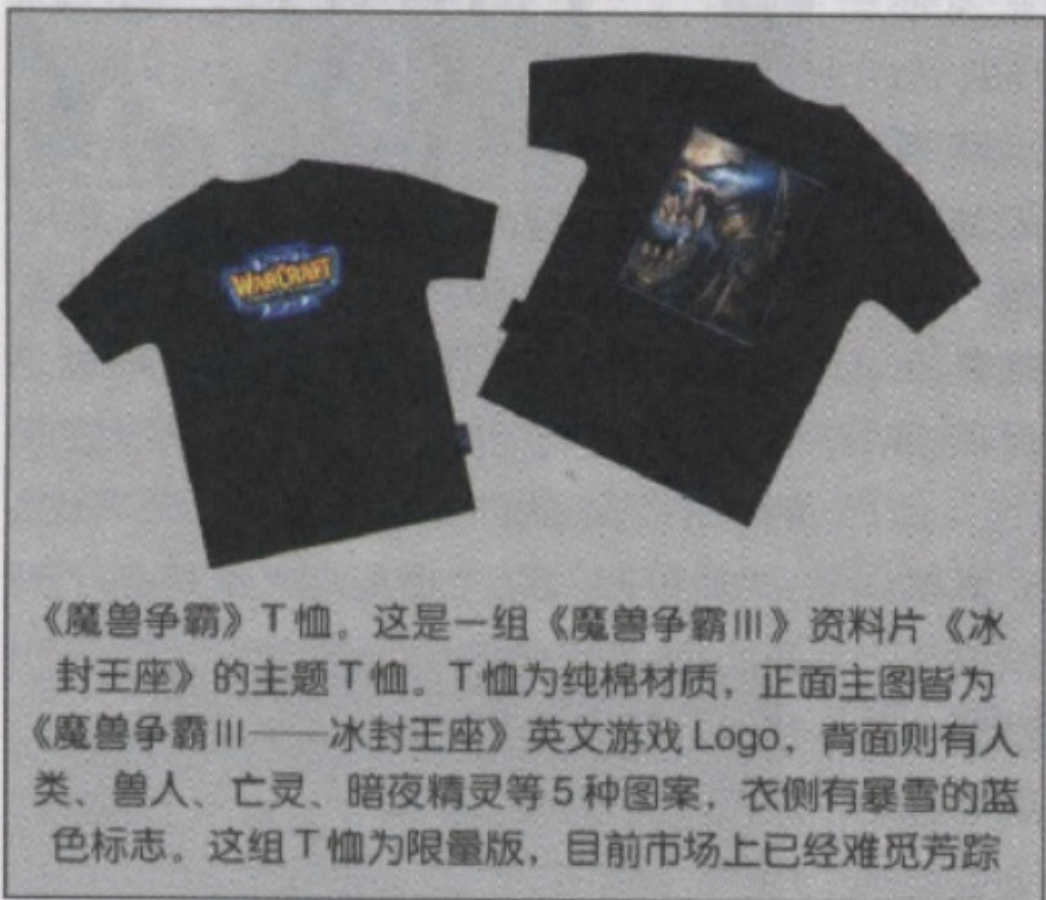 WARCRAFT
《魔兽争霸》T恤。这是一组《魔兽争霸III》资料片《冰
封王座》的主题T恤。T恤为纯棉材质，正面主图皆为
《魔兽争霸III——冰封王座》英文游戏Logo，背面则有人
类、兽人、亡灵、暗夜精灵等5种图案，衣侧有暴雪的蓝
色标志。这组T恤为限量版，目前市场上已经难觅芳踪